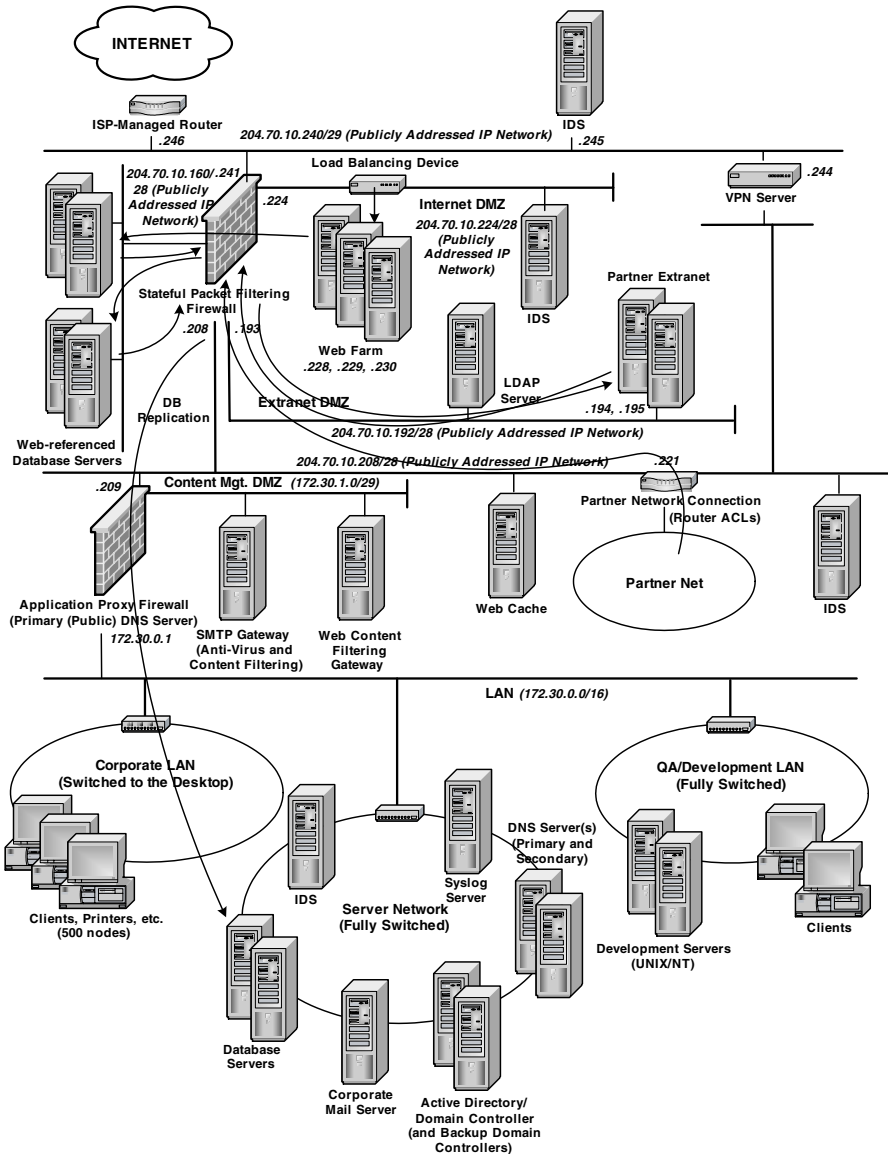 INTERNET
ISP-Managed Router
.246
204.70.10.240/29 (Publicly Addressed IP Network)
IDS
.245
204.70.10.160/
28 (Publicly
Addressed IP
Network)
.241
.224
Load Balancing Device
Internet DMZ
204.70.10.224/28
(Publicly
Addressed IP
Network)
.244
VPN Server
Stateful Packet Filtering
Firewall
.208
.193
Web Farm
.228, .229, .230
IDS
Partner Extranet
LDAP
Server
.194, .195
DB
Replication
Extranet DMZ
204.70.10.192/28 (Publicly Addressed IP Network)
Web-referenced
Database Servers
204.70.10.208/28 (Publicly Addressed IP Network)
.221
.209
Content Mgt. DMZ (172.30.1.0/29)
Partner Network Connection
(Router ACLs)
Application Proxy Firewall
(Primary (Public) DNS Server)
172.30.0.1
SMTP Gateway
(Anti-Virus and
Content Filtering)
Web Content
Filtering
Gateway
Web Cache
Partner Net
IDS
LAN (172.30.0.0/16)
Corporate LAN
(Switched to the Desktop)
QA/Development LAN
(Fully Switched)
Clients, Printers, etc.
(500 nodes)
IDS
Syslog
Server
DNS Server(s)
(Primary and
Secondary)
Server Network
(Fully Switched)
Development Servers
(UNIX/NT)
Clients
Database
Servers
Corporate
Mail Server
Active Directory/
Domain Controller
(and Backup Domain
Controllers)